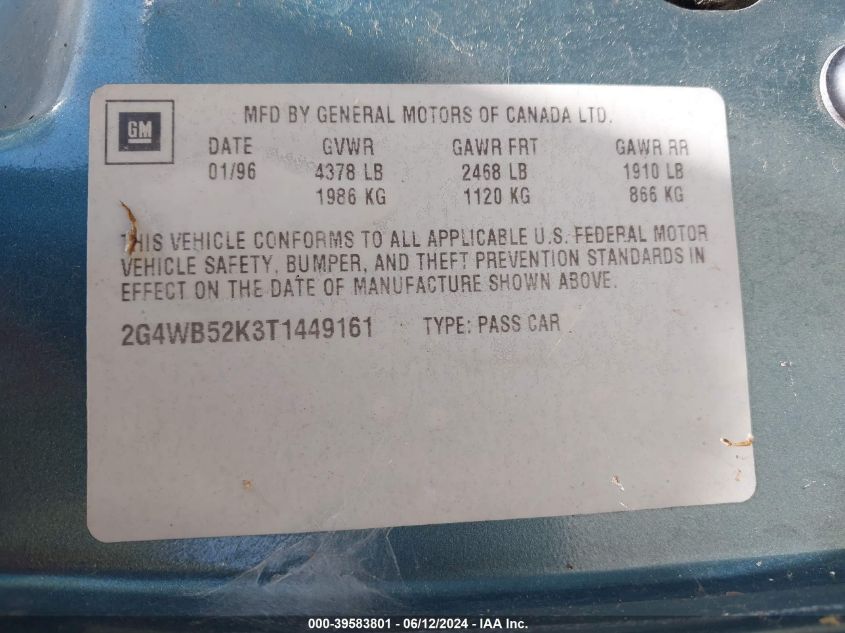 GM
MFD BY GENERAL MOTORS OF CANADA LTD.
DATE GVWR GAWR FRT GAWR RR
01/96 4378 LB 2468 LB 1910 LB
1986 KG 1120 KG 866 KG
THIS VEHICLE CONFORMS TO ALL APPLICABLE U.S. FEDERAL MOTOR
VEHICLE SAFETY, BUMPER, AND THEFT PREVENTION STANDARDS IN
EFFECT ON THE DATE OF MANUFACTURE SHOWN ABOVE.
2G4WB52K3T1449161 TYPE: PASS CAR
000-39583801 - 06/12/2024 - IAA Inc.